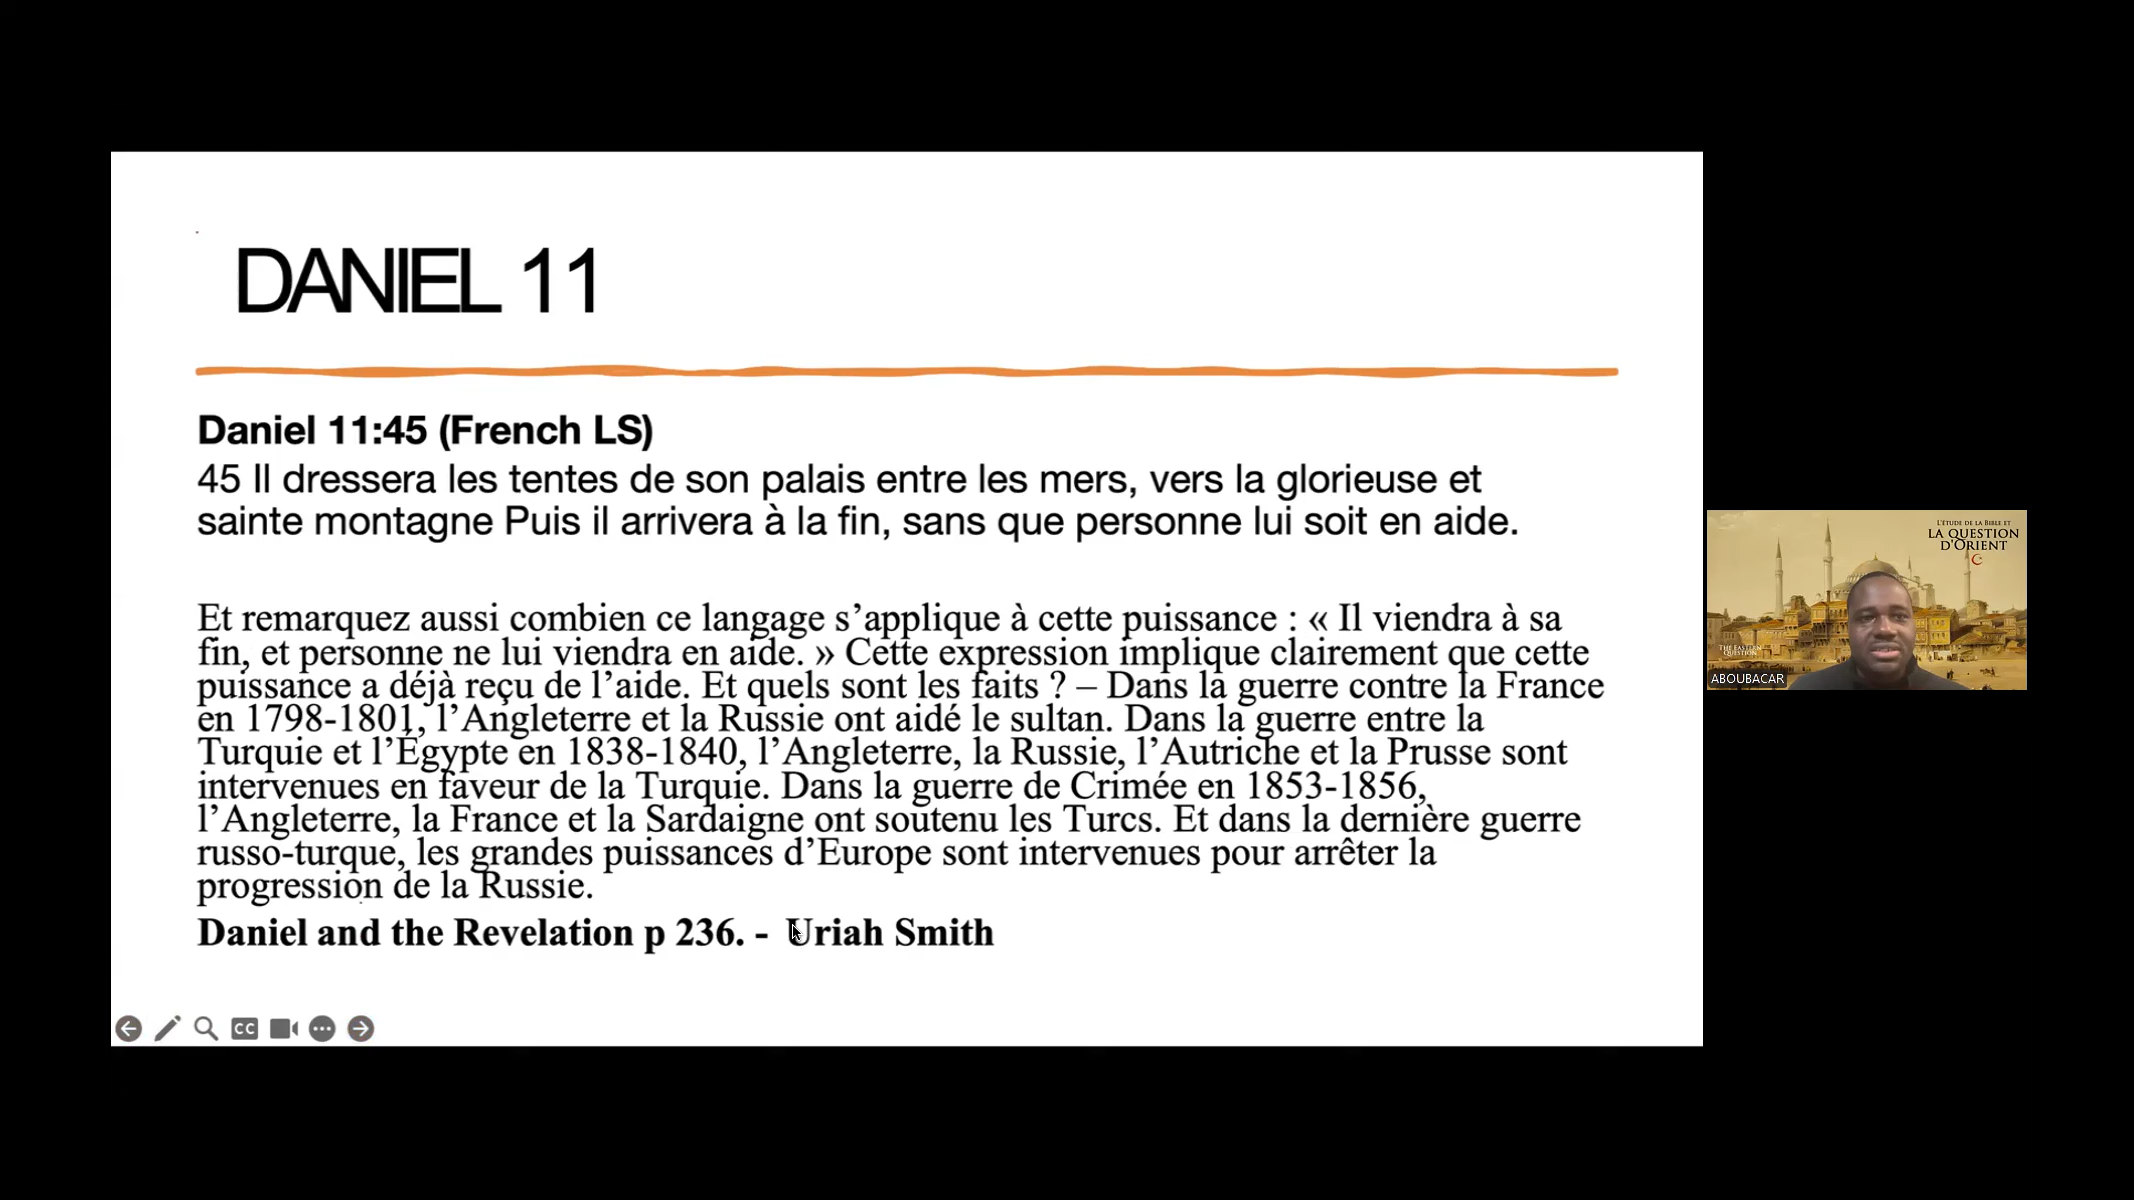 DANIEL 11
Daniel 11:45 (French LS)
45 Il dressera les tentes de son palais entre les mers, vers la glorieuse et
sainte montagne Puis il arrivera à la fin, sans que personne lui soit en aide.
Et remarquez aussi combien ce langage s’applique à cette puissance : « Il viendra à sa
fin, et personne ne lui viendra en aide. » Cette expression implique clairement que cette
puissance a déjà reçu de l’aide. Et quels sont les faits ? – Dans la guerre contre la France
en 1798-1801, l’Angleterre et la Russie ont aidé le sultan. Dans la guerre entre la
Turquie et l’Égypte en 1838-1840, l’Angleterre, la Russie, l’Autriche et la Prusse sont
intervenues en faveur de la Turquie. Dans la guerre de Crimée en 1853-1856,
l’Angleterre, la France et la Sardaigne ont soutenu les Turcs. Et dans la dernière guerre
russo-turque, les grandes puissances d’Europe sont intervenues pour arrêter la
progression de la Russie.
Daniel and the Revelation p 236. - Uriah Smith
CC
L'ÉTUDE DE LA BIBLE ET
LA QUESTION
D'ORIENT
THE EASTERN
QUESTION
ABOUBACAR